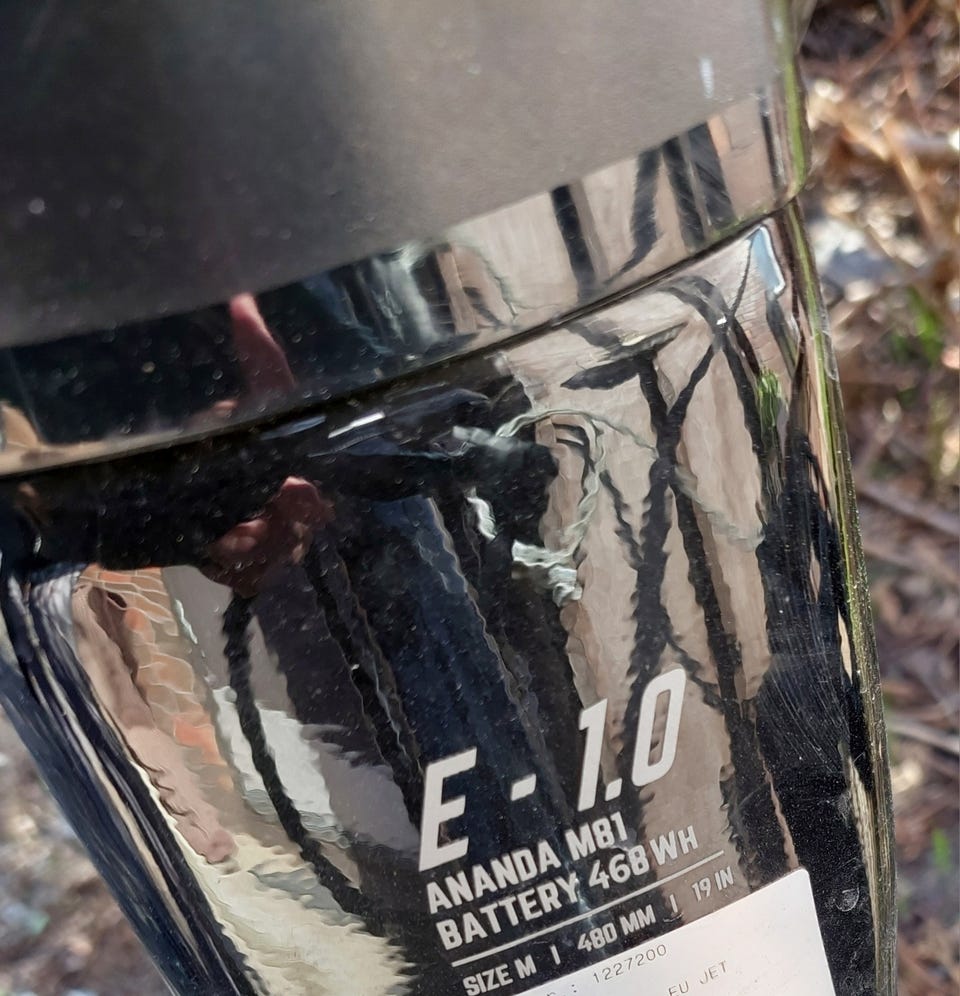 E - 1.0
ANANDA M81
BATTERY 468 WH
SIZE M | 480 MM | 19 IN
: 1227200
EU JET